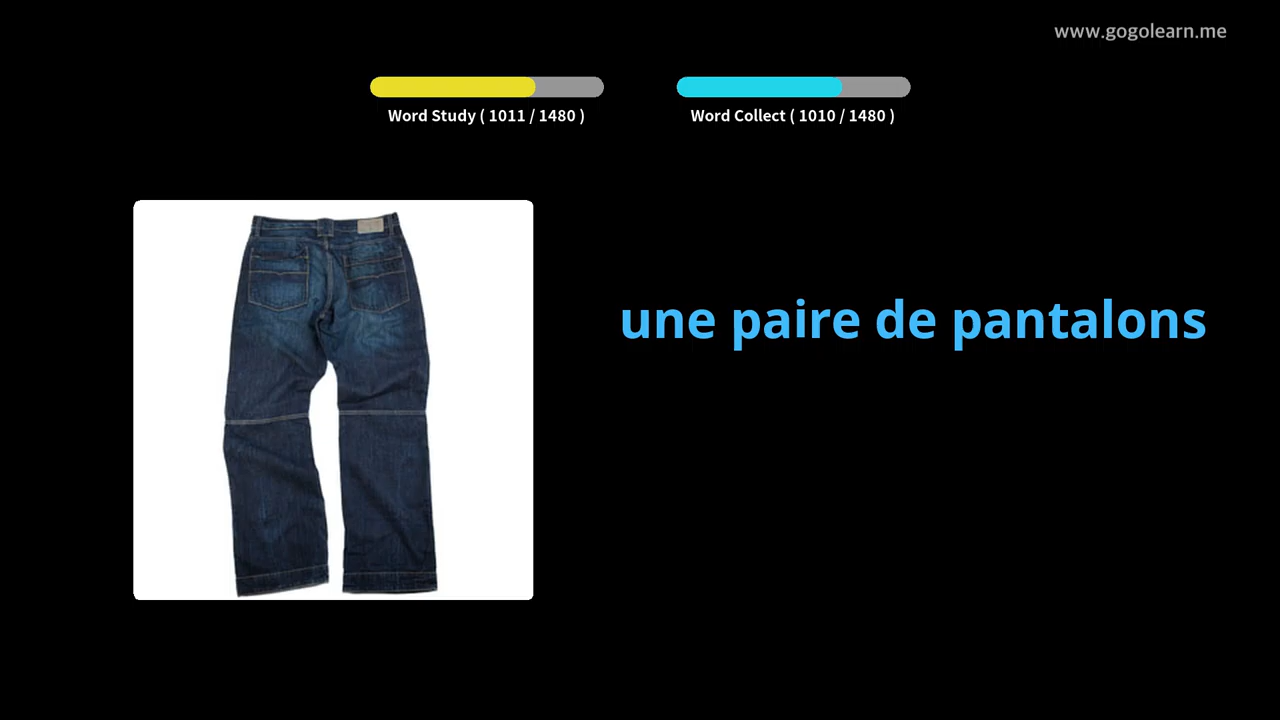 www.gogolearn.me
Word Study ( 1011 / 1480 )
Word Collect ( 1010 / 1480 )
une paire de pantalons